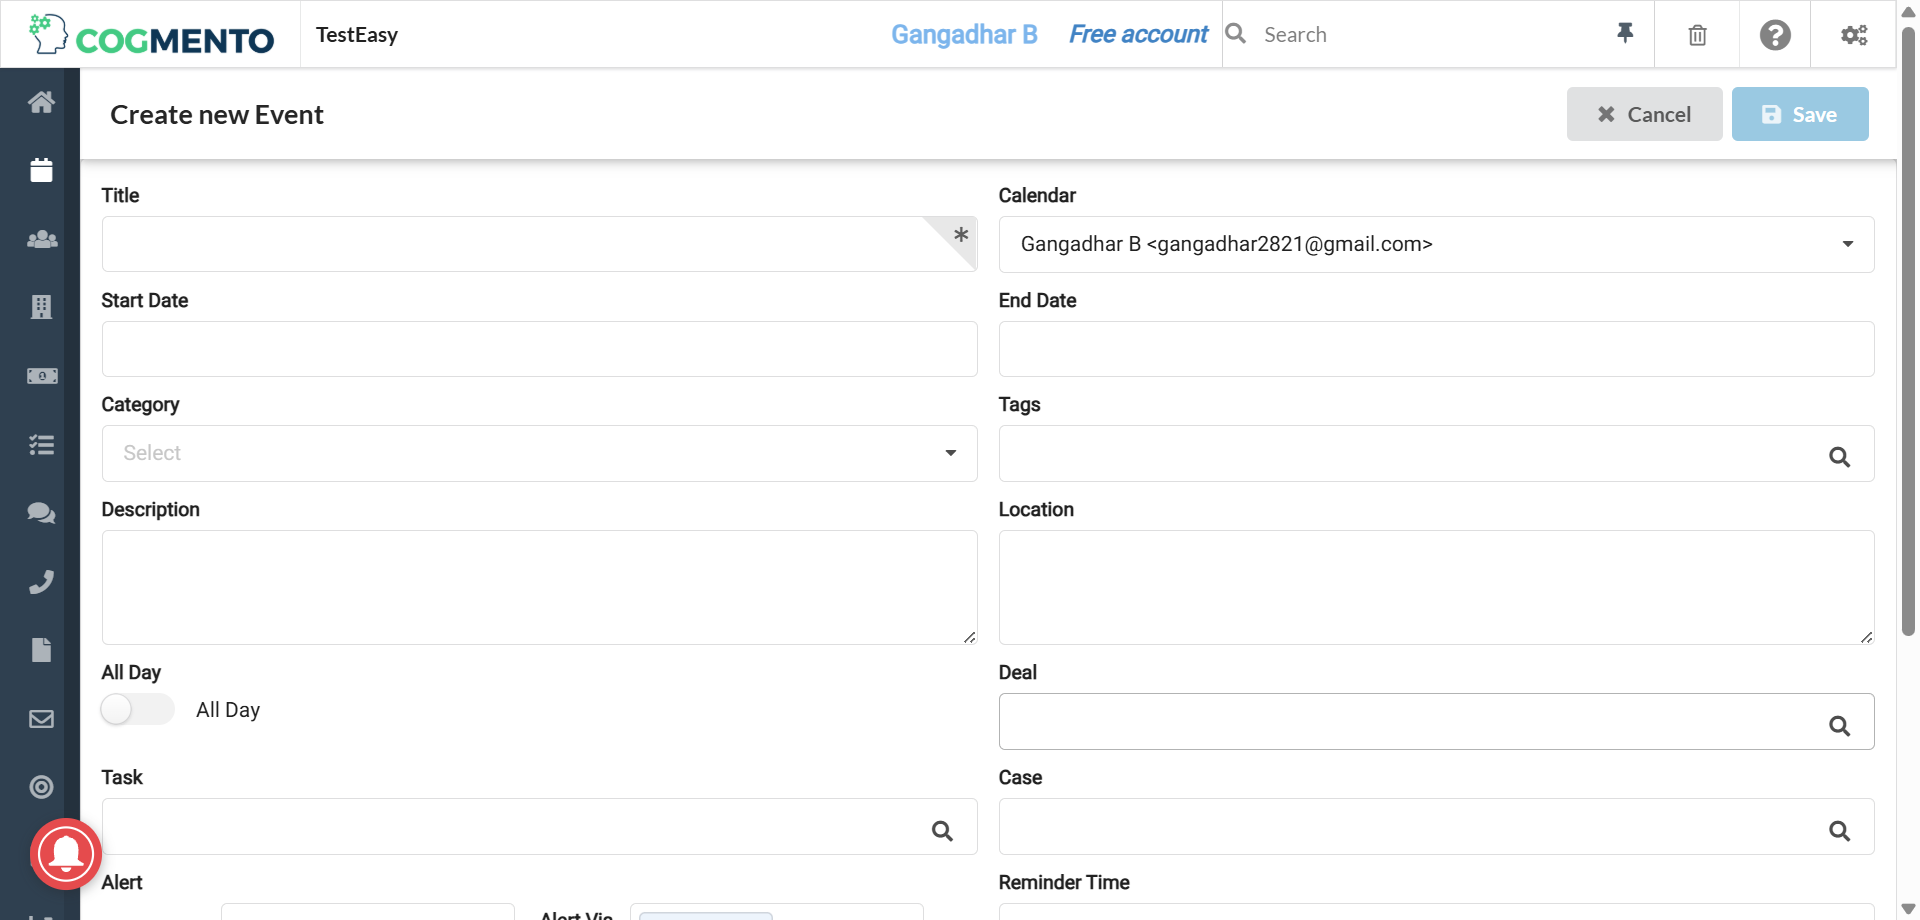 COGMENTO
TestEasy
Gangadhar B
Free account
Search
Create new Event
Cancel
Save
Title
*
Calendar
Gangadhar B <gangadhar2821@gmail.com>
Start Date
End Date
Category
Select
Tags
Description
Location
All Day
All Day
Deal
Task
Case
Alert
Reminder Time
Alert Via